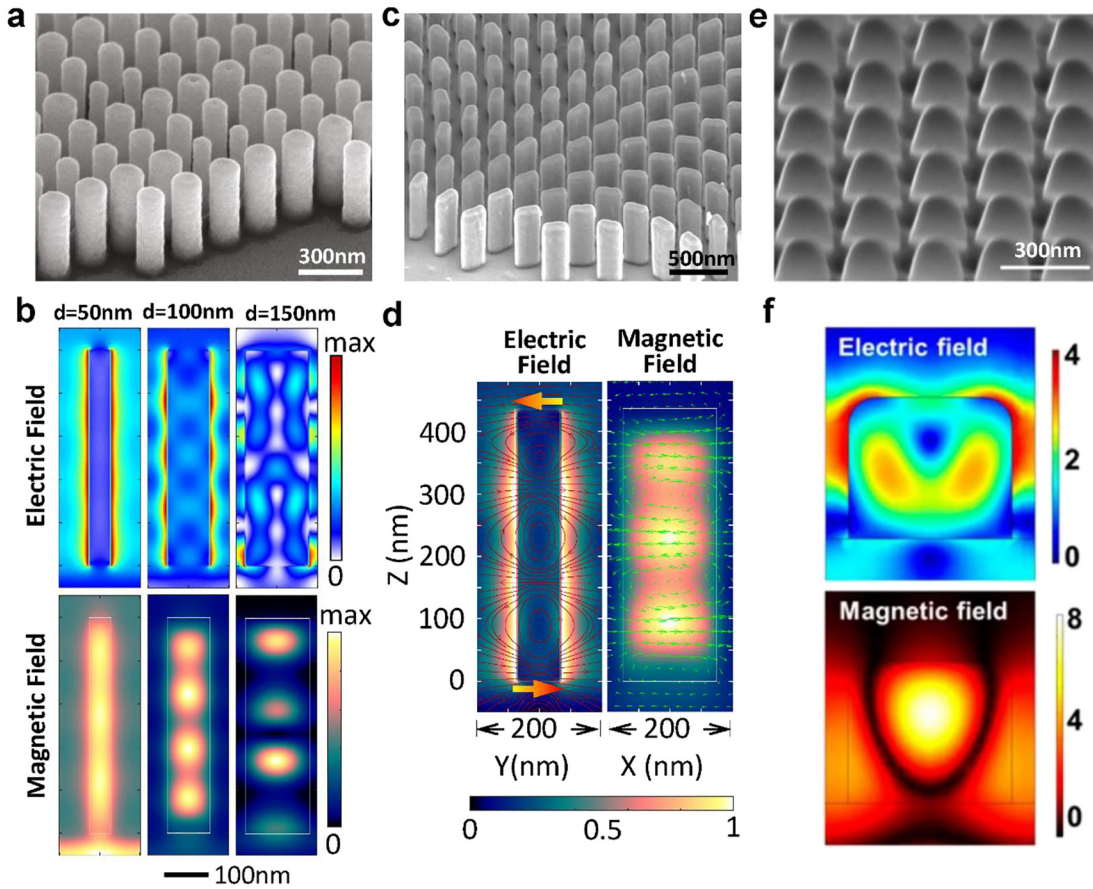 a
300nm
c
500nm
e
300nm
b
d=50nm d=100nm d=150nm
Electric Field
max
0
Magnetic Field
max
0
100nm
d
Electric
Field
Magnetic
Field
Z (nm)
400
300
200
100
0
200
200
Y(nm)
X (nm)
0
0.5
1
f
Electric field
4
2
0
Magnetic field
8
4
0